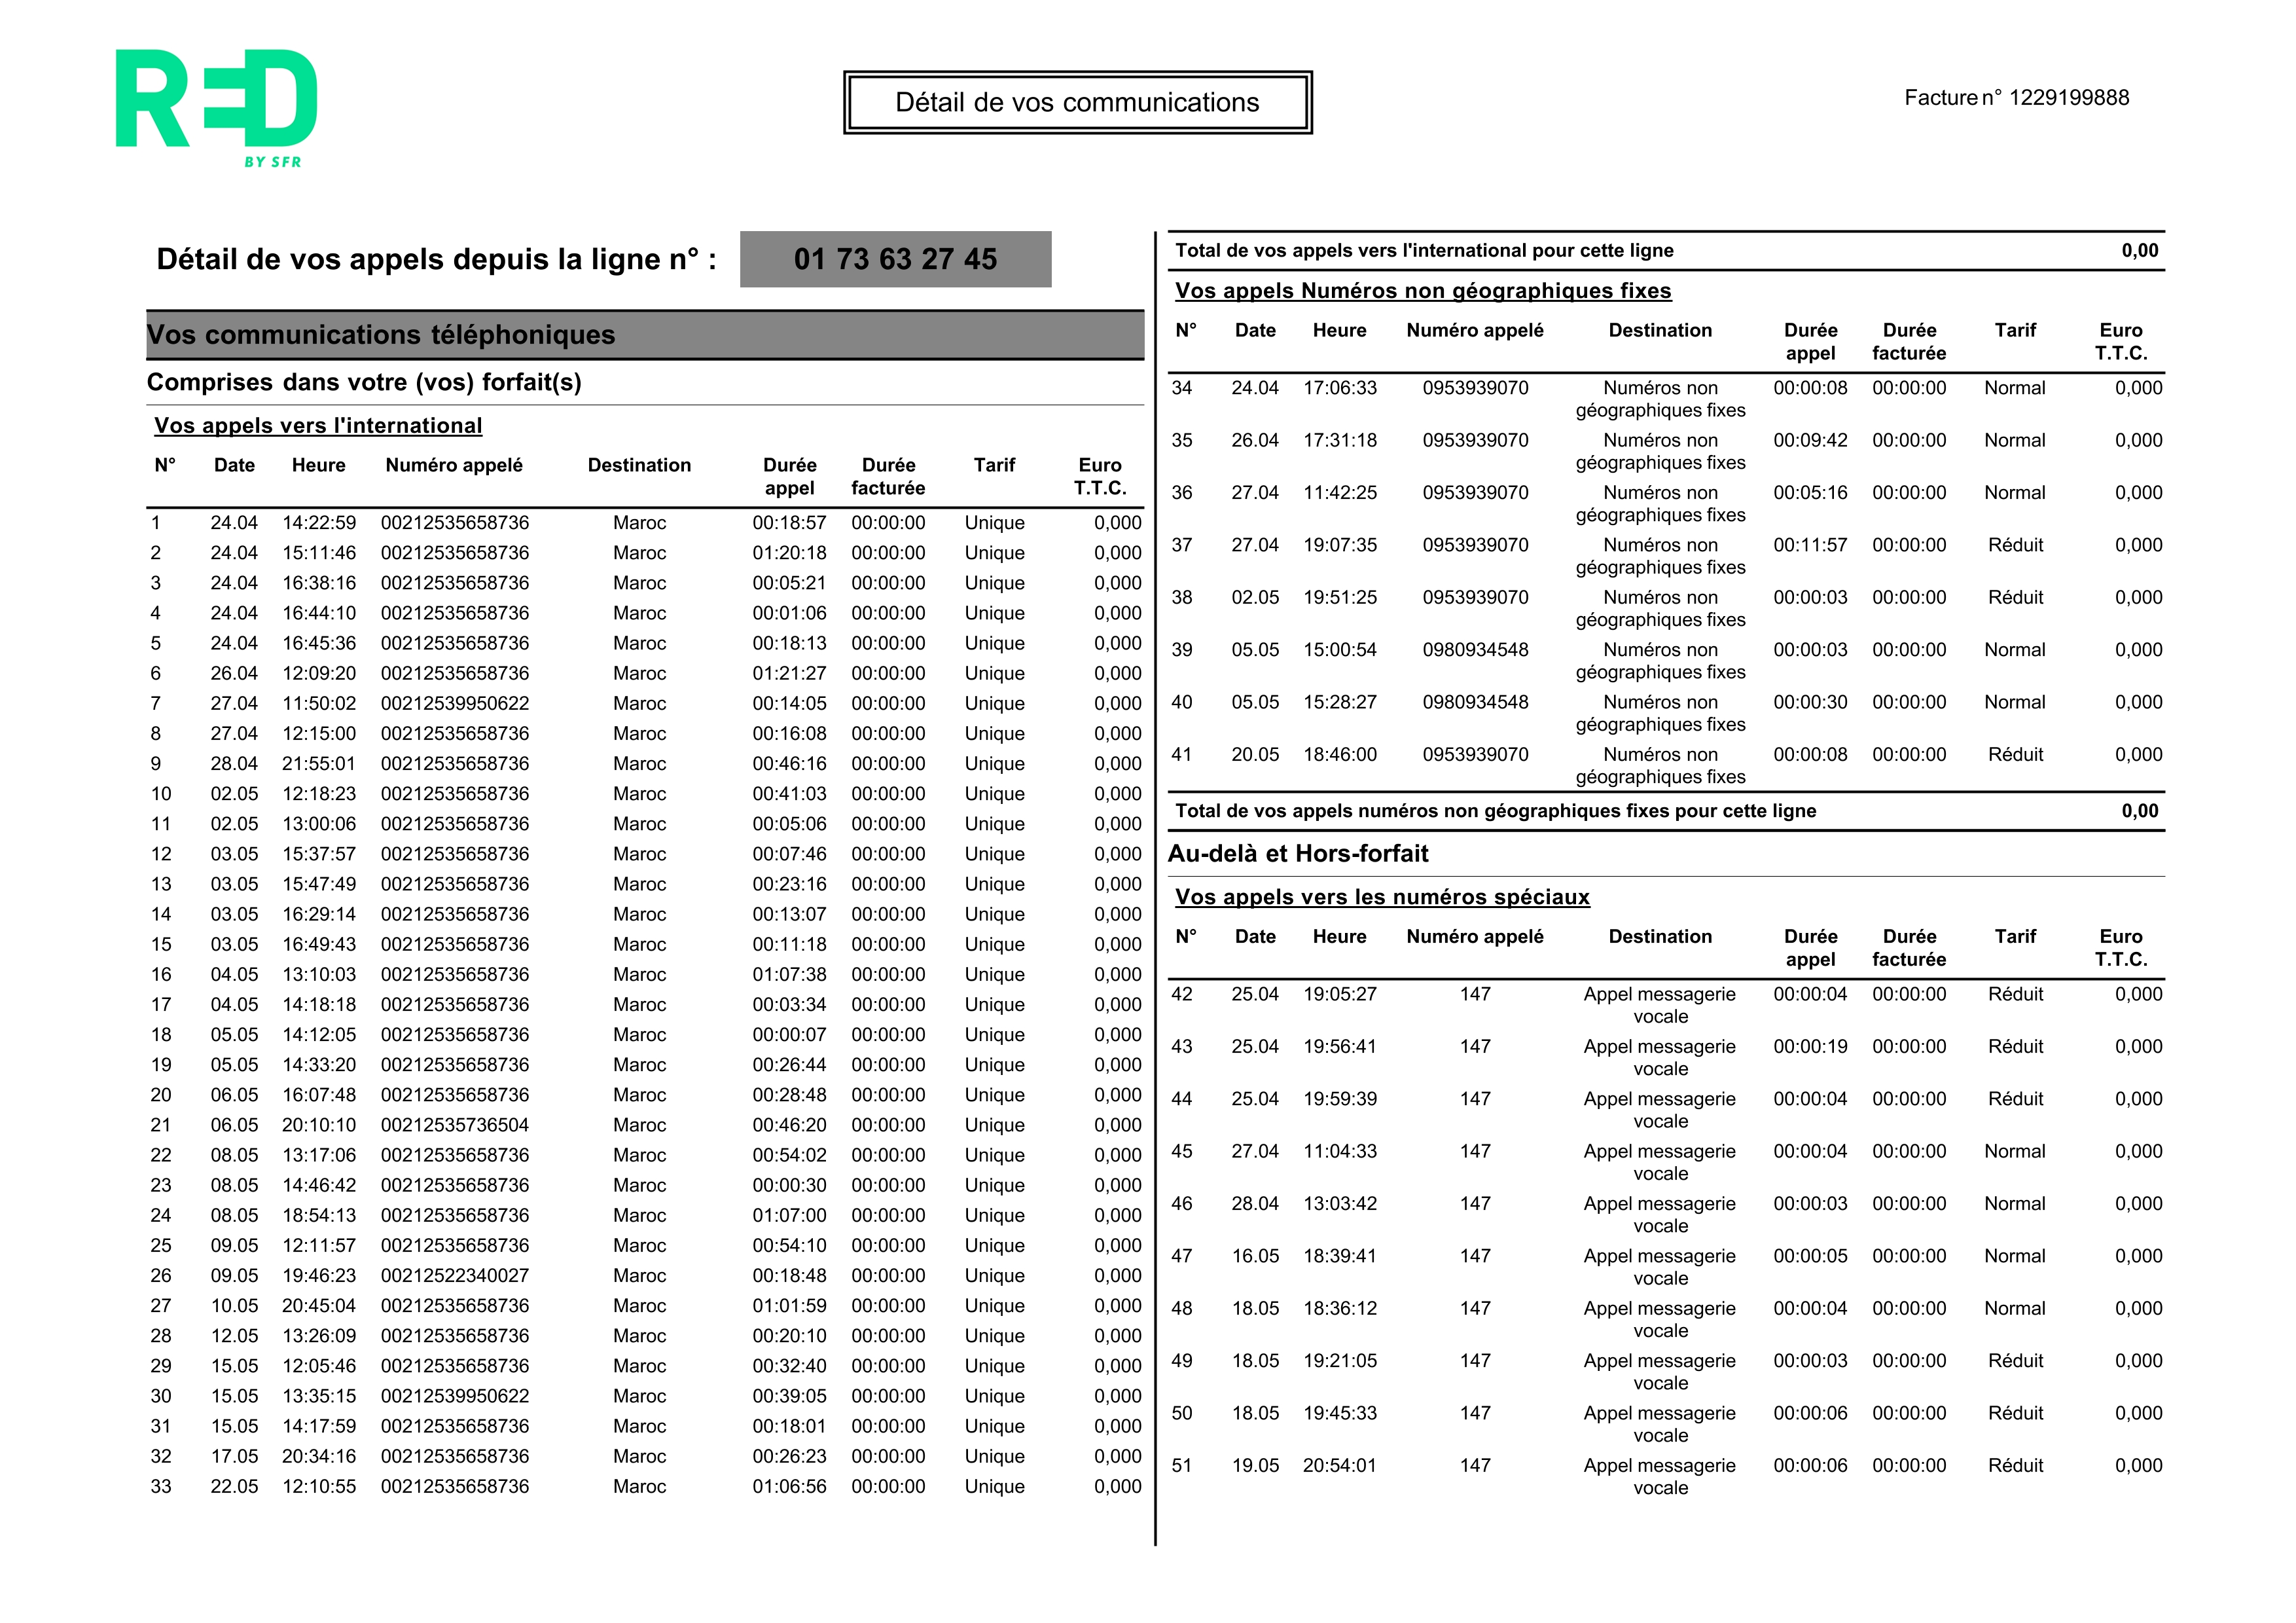 RED
BY SFR
Détail de vos communications
Facture n° 1229199888
Détail de vos appels depuis la ligne n° : 01 73 63 27 45
Vos communications téléphoniques
Comprises dans votre (vos) forfait(s)
Vos appels vers l'international
N° Date Heure Numéro appelé Destination Durée Durée Tarif Euro
appel facturée T.T.C.
1 24.04 14:22:59 00212535658736 Maroc 00:18:57 00:00:00 Unique 0,000
2 24.04 15:11:46 00212535658736 Maroc 01:20:18 00:00:00 Unique 0,000
3 24.04 16:38:16 00212535658736 Maroc 00:05:21 00:00:00 Unique 0,000
4 24.04 16:44:10 00212535658736 Maroc 00:01:06 00:00:00 Unique 0,000
5 24.04 16:45:36 00212535658736 Maroc 00:18:13 00:00:00 Unique 0,000
6 26.04 12:09:20 00212535658736 Maroc 01:21:27 00:00:00 Unique 0,000
7 27.04 11:50:02 00212539950622 Maroc 00:14:05 00:00:00 Unique 0,000
8 27.04 12:15:00 00212535658736 Maroc 00:16:08 00:00:00 Unique 0,000
9 28.04 21:55:01 00212535658736 Maroc 00:46:16 00:00:00 Unique 0,000
10 02.05 12:18:23 00212535658736 Maroc 00:41:03 00:00:00 Unique 0,000
11 02.05 13:00:06 00212535658736 Maroc 00:05:06 00:00:00 Unique 0,000
12 03.05 15:37:57 00212535658736 Maroc 00:07:46 00:00:00 Unique 0,000
13 03.05 15:47:49 00212535658736 Maroc 00:23:16 00:00:00 Unique 0,000
14 03.05 16:29:14 00212535658736 Maroc 00:13:07 00:00:00 Unique 0,000
15 03.05 16:49:43 00212535658736 Maroc 00:11:18 00:00:00 Unique 0,000
16 04.05 13:10:03 00212535658736 Maroc 01:07:38 00:00:00 Unique 0,000
17 04.05 14:18:18 00212535658736 Maroc 00:03:34 00:00:00 Unique 0,000
18 05.05 14:12:05 00212535658736 Maroc 00:00:07 00:00:00 Unique 0,000
19 05.05 14:33:20 00212535658736 Maroc 00:26:44 00:00:00 Unique 0,000
20 06.05 16:07:48 00212535658736 Maroc 00:28:48 00:00:00 Unique 0,000
21 06.05 20:10:10 00212535736504 Maroc 00:46:20 00:00:00 Unique 0,000
22 08.05 13:17:06 00212535658736 Maroc 00:54:02 00:00:00 Unique 0,000
23 08.05 14:46:42 00212535658736 Maroc 00:00:30 00:00:00 Unique 0,000
24 08.05 18:54:13 00212535658736 Maroc 01:07:00 00:00:00 Unique 0,000
25 09.05 12:11:57 00212535658736 Maroc 00:54:10 00:00:00 Unique 0,000
26 09.05 19:46:23 00212522340027 Maroc 00:18:48 00:00:00 Unique 0,000
27 10.05 20:45:04 00212535658736 Maroc 01:01:59 00:00:00 Unique 0,000
28 12.05 13:26:09 00212535658736 Maroc 00:20:10 00:00:00 Unique 0,000
29 15.05 12:05:46 00212535658736 Maroc 00:32:40 00:00:00 Unique 0,000
30 15.05 13:35:15 00212539950622 Maroc 00:39:05 00:00:00 Unique 0,000
31 15.05 14:17:59 00212535658736 Maroc 00:18:01 00:00:00 Unique 0,000
32 17.05 20:34:16 00212535658736 Maroc 00:26:23 00:00:00 Unique 0,000
33 22.05 12:10:55 00212535658736 Maroc 01:06:56 00:00:00 Unique 0,000
Total de vos appels vers l'international pour cette ligne 0,00
Vos appels Numéros non géographiques fixes
N° Date Heure Numéro appelé Destination Durée Durée Tarif Euro
appel facturée T.T.C.
34 24.04 17:06:33 0953939070 Numéros non 00:00:08 00:00:00 Normal 0,000
géographiques fixes
35 26.04 17:31:18 0953939070 Numéros non 00:09:42 00:00:00 Normal 0,000
géographiques fixes
36 27.04 11:42:25 0953939070 Numéros non 00:05:16 00:00:00 Normal 0,000
géographiques fixes
37 27.04 19:07:35 0953939070 Numéros non 00:11:57 00:00:00 Réduit 0,000
géographiques fixes
38 02.05 19:51:25 0953939070 Numéros non 00:00:03 00:00:00 Réduit 0,000
géographiques fixes
39 05.05 15:00:54 0980934548 Numéros non 00:00:03 00:00:00 Normal 0,000
géographiques fixes
40 05.05 15:28:27 0980934548 Numéros non 00:00:30 00:00:00 Normal 0,000
géographiques fixes
41 20.05 18:46:00 0953939070 Numéros non 00:00:08 00:00:00 Réduit 0,000
géographiques fixes
Total de vos appels numéros non géographiques fixes pour cette ligne 0,00
Au-delà et Hors-forfait
Vos appels vers les numéros spéciaux
N° Date Heure Numéro appelé Destination Durée Durée Tarif Euro
appel facturée T.T.C.
42 25.04 19:05:27 147 Appel messagerie 00:00:04 00:00:00 Réduit 0,000
vocale
43 25.04 19:56:41 147 Appel messagerie 00:00:19 00:00:00 Réduit 0,000
vocale
44 25.04 19:59:39 147 Appel messagerie 00:00:04 00:00:00 Réduit 0,000
vocale
45 27.04 11:04:33 147 Appel messagerie 00:00:04 00:00:00 Normal 0,000
vocale
46 28.04 13:03:42 147 Appel messagerie 00:00:03 00:00:00 Normal 0,000
vocale
47 16.05 18:39:41 147 Appel messagerie 00:00:05 00:00:00 Normal 0,000
vocale
48 18.05 18:36:12 147 Appel messagerie 00:00:04 00:00:00 Normal 0,000
vocale
49 18.05 19:21:05 147 Appel messagerie 00:00:03 00:00:00 Réduit 0,000
vocale
50 18.05 19:45:33 147 Appel messagerie 00:00:06 00:00:00 Réduit 0,000
vocale
51 19.05 20:54:01 147 Appel messagerie 00:00:06 00:00:00 Réduit 0,000
vocale